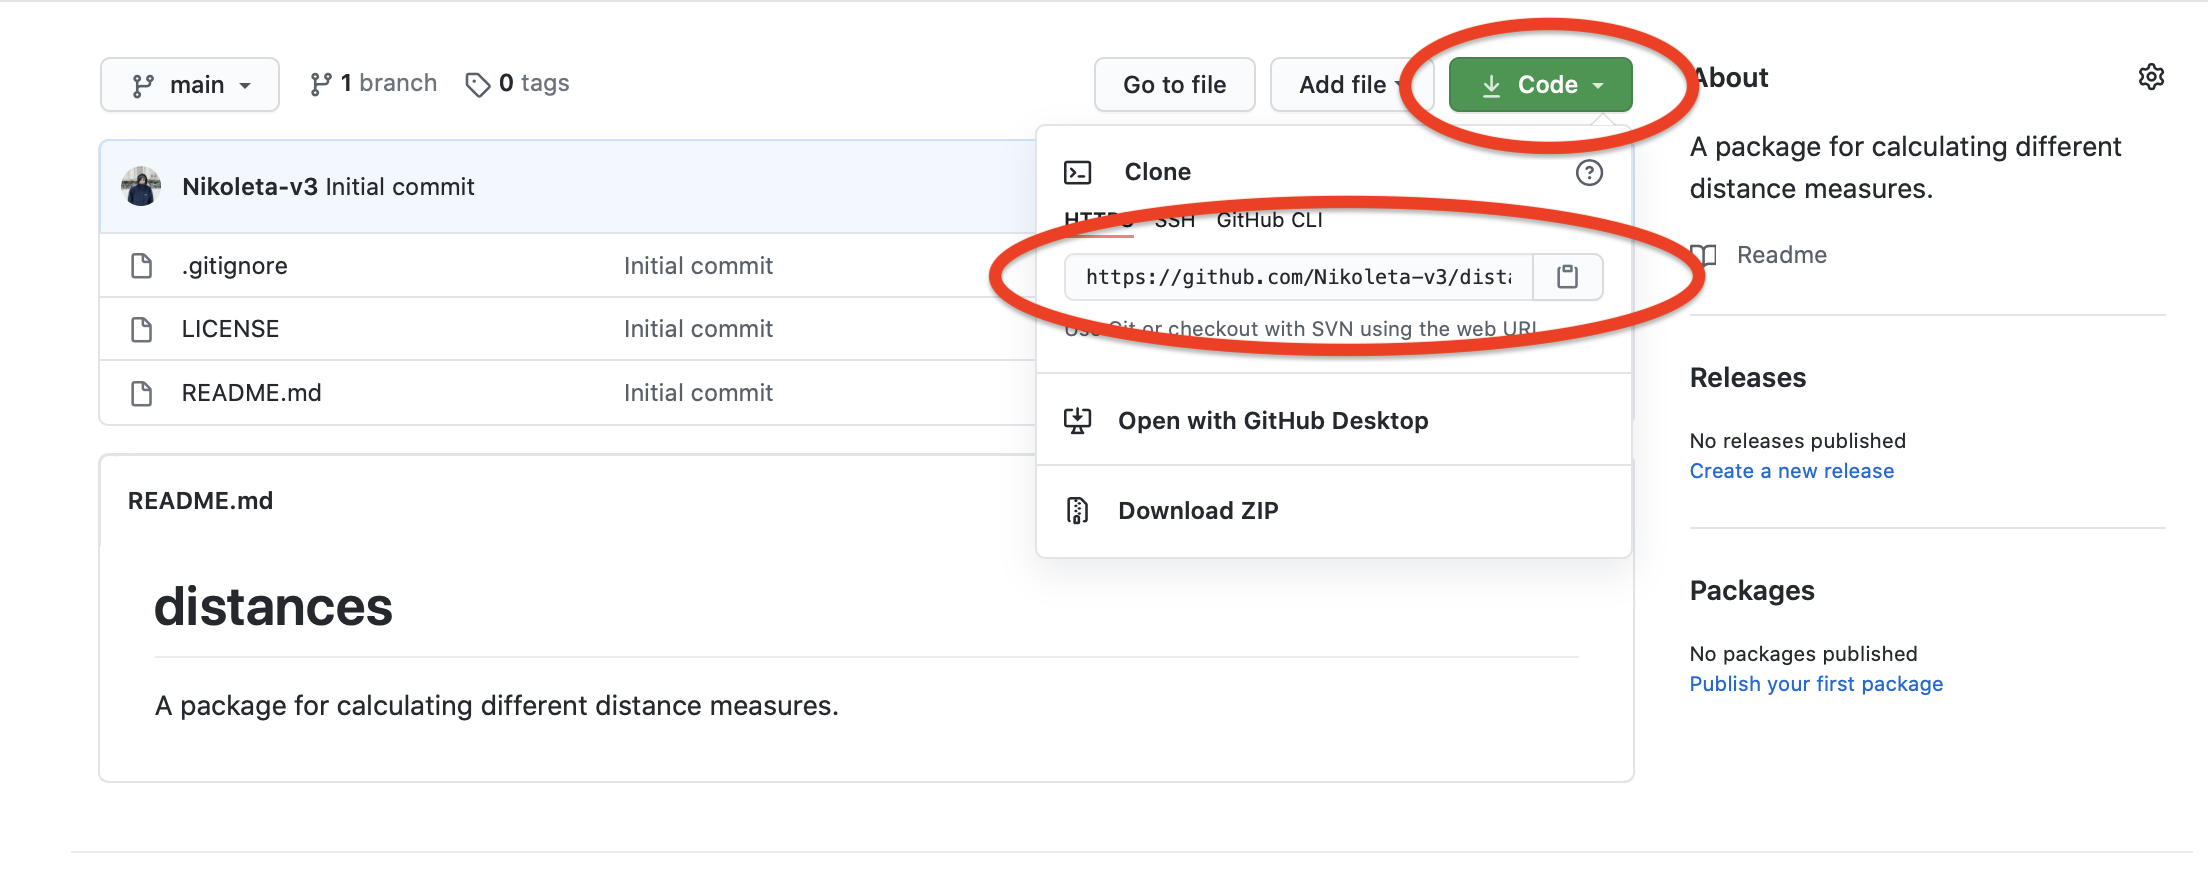 main
1 branch
0 tags
Go to file
Add file
Code
Nikoleta-v3 Initial commit
.gitignore Initial commit
LICENSE Initial commit
README.md Initial commit
Clone
HTTPS SSH GitHub CLI
https://github.com/Nikoleta-v3/dista
Use Git or checkout with SVN using the web URL
Open with GitHub Desktop
Download ZIP
README.md
distances
A package for calculating different distance measures.
About
A package for calculating different
distance measures.
Readme
Releases
No releases published
Create a new release
Packages
No packages published
Publish your first package